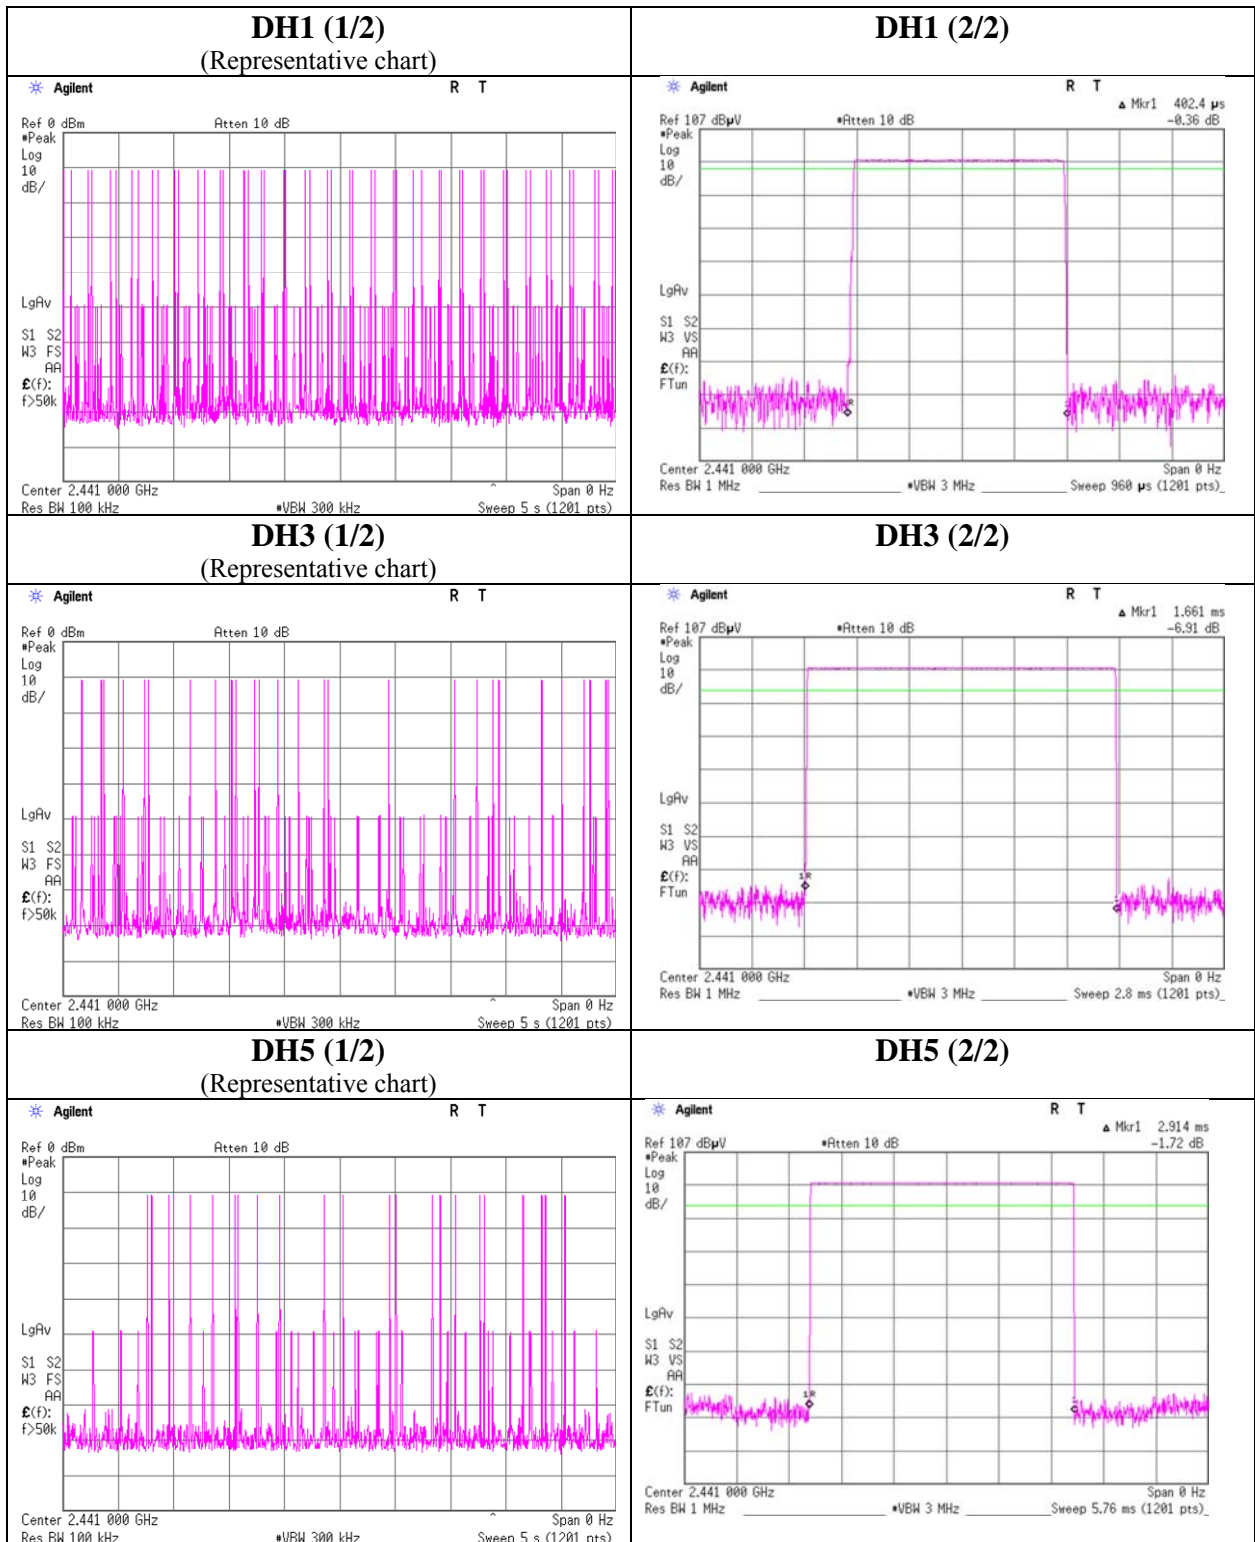 DH1 (1/2)
(Representative chart)
Agilent
R T
Ref 0 dBm
Atten 10 dB
#Peak
Log
10
dB/
LgAv
S1 S2
W3 FS
AA
£(f):
f>50k
Center 2.441 000 GHz
Span 0 Hz
Res BW 100 kHz
#VBW 300 kHz
Sweep 5 s (1201 pts)
DH1 (2/2)
Agilent
R T
Δ Mkr1 402.4 µs
Ref 107 dBµV
#Atten 10 dB
-0.36 dB
#Peak
Log
10
dB/
LgAv
S1 S2
W3 VS
AA
£(f):
FTun
R
Center 2.441 000 GHz
Span 0 Hz
Res BW 1 MHz
#VBW 3 MHz
Sweep 960 µs (1201 pts)
DH3 (1/2)
(Representative chart)
Agilent
R T
Ref 0 dBm
Atten 10 dB
#Peak
Log
10
dB/
LgAv
S1 S2
W3 FS
AA
£(f):
f>50k
Center 2.441 000 GHz
Span 0 Hz
Res BW 100 kHz
#VBW 300 kHz
Sweep 5 s (1201 pts)
DH3 (2/2)
Agilent
R T
Δ Mkr1 1.661 ms
Ref 107 dBµV
#Atten 10 dB
-6.91 dB
#Peak
Log
10
dB/
LgAv
S1 S2
W3 VS
AA
£(f):
FTun
1R
Center 2.441 000 GHz
Span 0 Hz
Res BW 1 MHz
#VBW 3 MHz
Sweep 2.8 ms (1201 pts)
DH5 (1/2)
(Representative chart)
Agilent
R T
Ref 0 dBm
Atten 10 dB
#Peak
Log
10
dB/
LgAv
S1 S2
W3 FS
AA
£(f):
f>50k
Center 2.441 000 GHz
Span 0 Hz
Res BW 100 kHz
#VBW 300 kHz
Sweep 5 s (1201 pts)
DH5 (2/2)
Agilent
R T
Δ Mkr1 2.914 ms
Ref 107 dBµV
#Atten 10 dB
-1.72 dB
#Peak
Log
10
dB/
LgAv
S1 S2
W3 VS
AA
£(f):
FTun
1R
Center 2.441 000 GHz
Span 0 Hz
Res BW 1 MHz
#VBW 3 MHz
Sweep 5.76 ms (1201 pts)